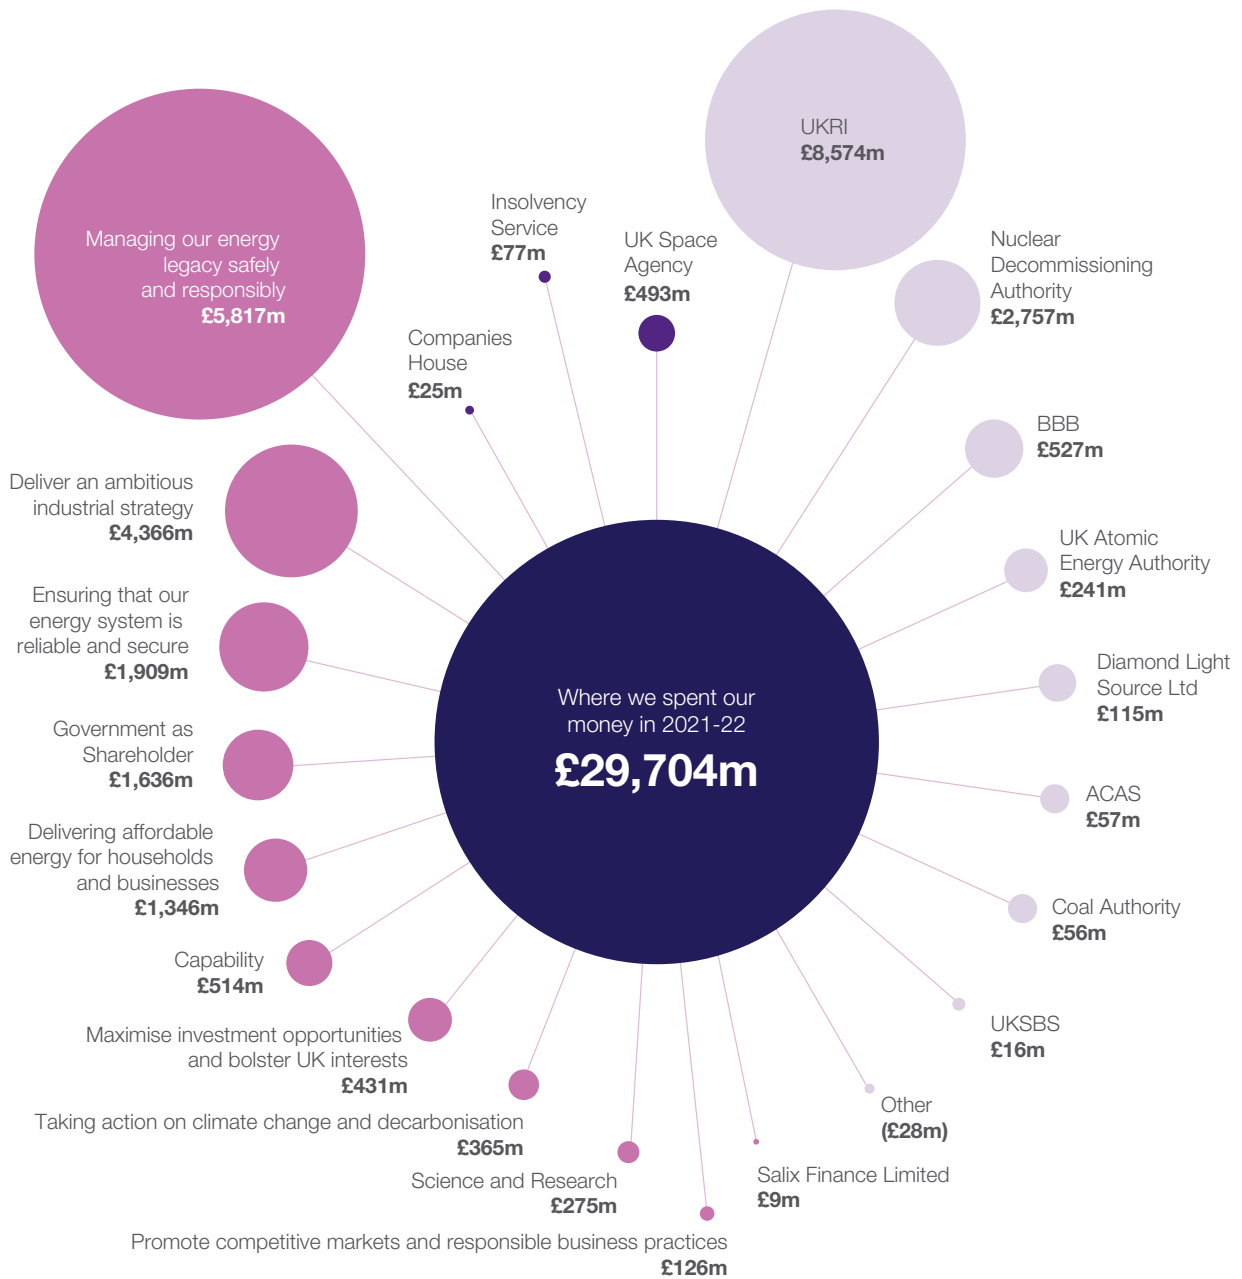 UKRI
£8,574m
Insolvency
Service
£77m
UK Space
Agency
£493m
Nuclear
Decommissioning
Authority
£2,757m
Managing our energy
legacy safely
and responsibly
£5,817m
Companies
House
£25m
BBB
£527m
Deliver an ambitious
industrial strategy
£4,366m
UK Atomic
Energy Authority
£241m
Ensuring that our
energy system is
reliable and secure
£1,909m
Diamond Light
Source Ltd
£115m
Where we spent our
money in 2021-22
£29,704m
Government as
Shareholder
£1,636m
ACAS
£57m
Delivering affordable
energy for households
and businesses
£1,346m
Coal Authority
£56m
Capability
£514m
UKSBS
£16m
Maximise investment opportunities
and bolster UK interests
£431m
Other
(£28m)
Taking action on climate change and decarbonisation
£365m
Salix Finance Limited
£9m
Science and Research
£275m
Promote competitive markets and responsible business practices
£126m